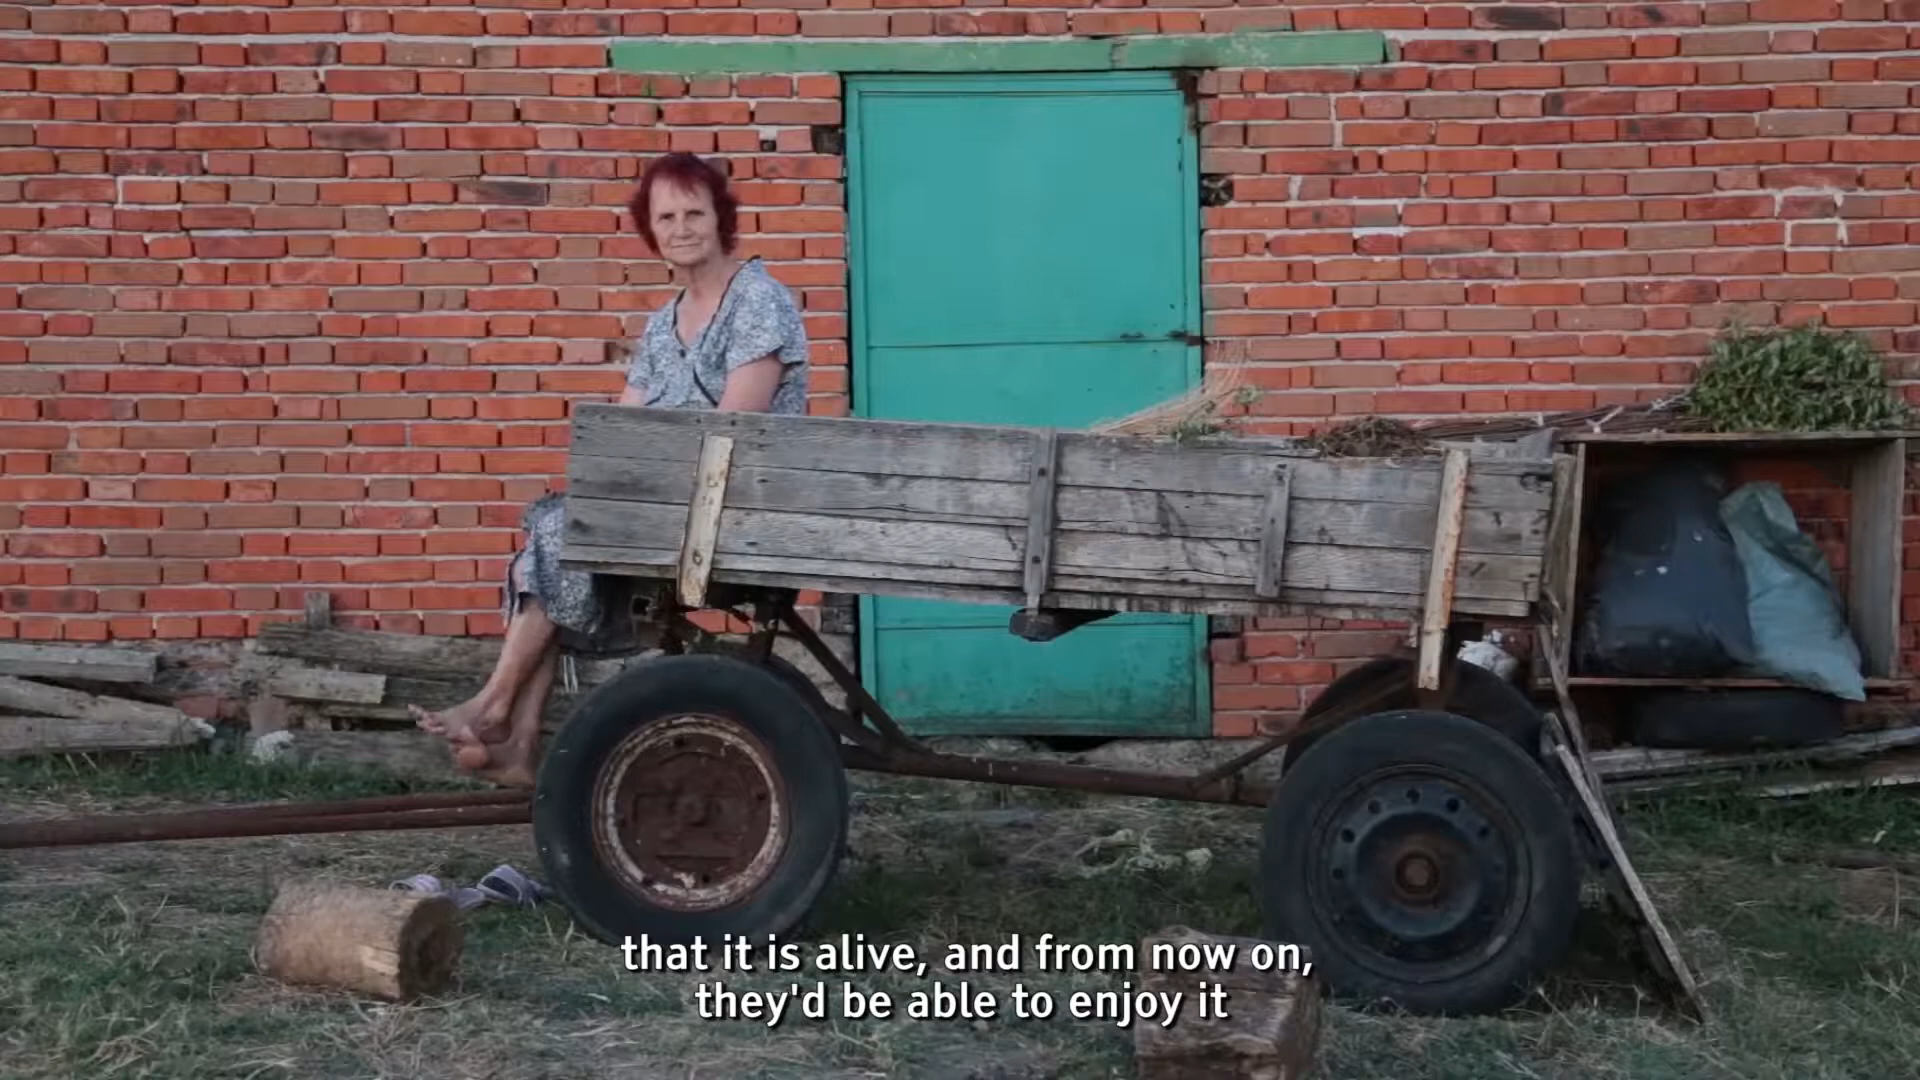 that it is alive, and from now on,
they'd be able to enjoy it